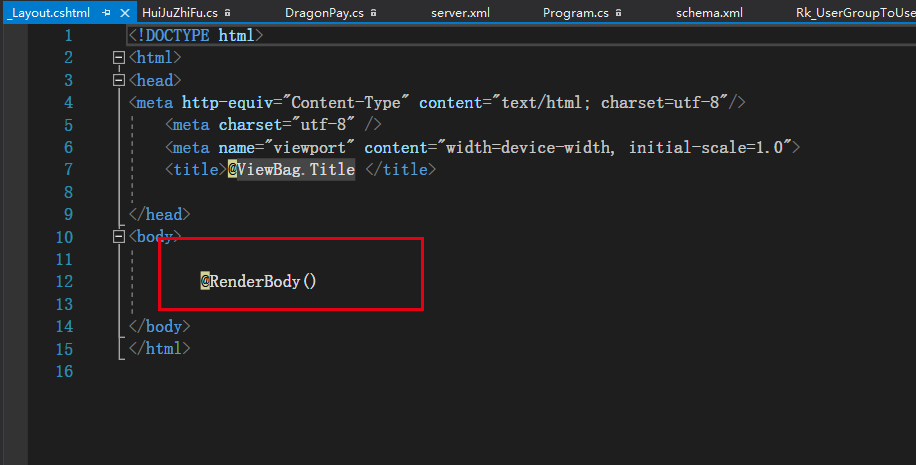 _Layout.cshtml HuiJuZhiFu.cs DragonPay.cs server.xml Program.cs schema.xml Rk_UserGroupToUse
1 <!DOCTYPE html>
2 <html>
3 <head>
4 <meta http-equiv="Content-Type" content="text/html; charset=utf-8"/>
5 <meta charset="utf-8" />
6 <meta name="viewport" content="width=device-width, initial-scale=1.0">
7 <title>@ViewBag.Title </title>
8
9 </head>
10 <body>
11
12 @RenderBody()
13
14 </body>
15 </html>
16